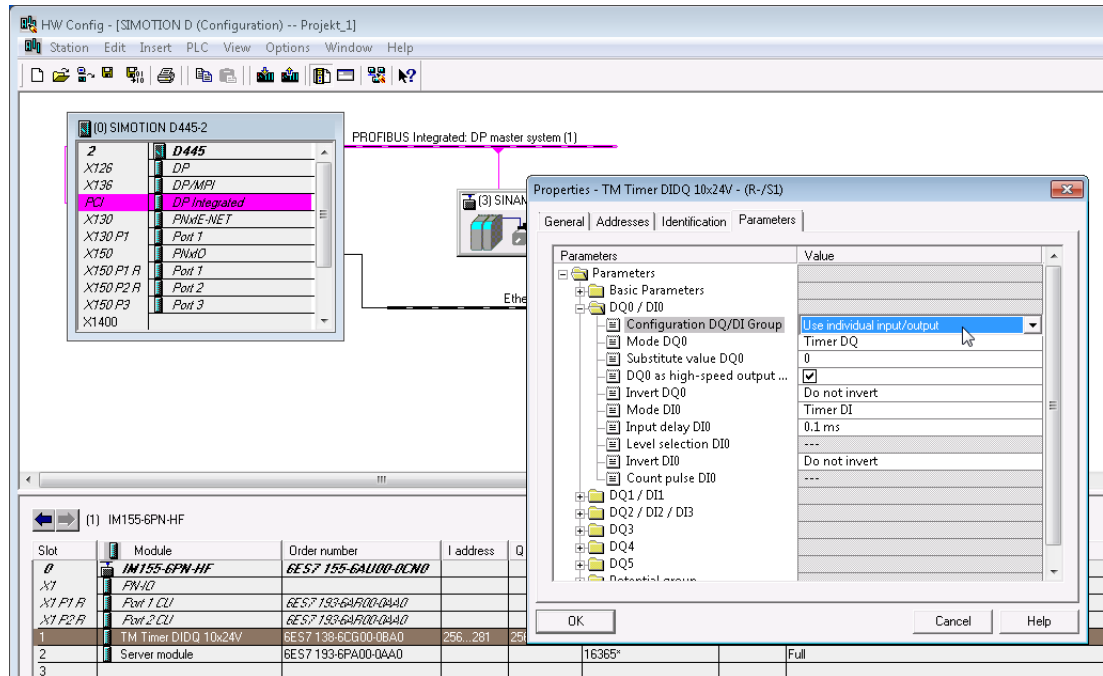 HW Config - [SIMOTION D (Configuration) -- Projekt_1]
Station Edit Insert PLC View Options Window Help
(0) SIMOTION D445-2
2 D445
X126 DP
X136 DP/MPI
PCI DP Integrated
X130 PNxIE-NET
X130 P1 Port 1
X150 PNxIO
X150 P1 R Port 1
X150 P2 R Port 2
X150 P3 Port 3
X1400
PROFIBUS Integrated: DP master system (1)
(3) SINAM
Ethe
Properties - TM Timer DIDQ 10x24V - (R-/S1)
General Addresses Identification Parameters
Parameters Value
Parameters
Basic Parameters
DQ0 / DI0
Configuration DQ/DI Group Use individual input/output
Mode DQ0 Timer DQ
Substitute value DQ0 0
DQ0 as high-speed output ...
Invert DQ0 Do not invert
Mode DI0 Timer DI
Input delay DI0 0.1 ms
Level selection DI0 ---
Invert DI0 Do not invert
Count pulse DI0 ---
DQ1 / DI1
DQ2 / DI2 / DI3
DQ3
DQ4
DQ5
Potential group
OK Cancel Help
(1) IM155-6PN-HF
Slot Module Order number I address Q
0 IM155-6PN-HF 6ES7 155-6AU00-0CN0
X1 PN-IO
X1 P1 R Port 1 CU 6ES7 193-6AR00-0AA0
X1 P2 R Port 2 CU 6ES7 193-6AR00-0AA0
1 TM Timer DIDQ 10x24V 6ES7 138-6CG00-0BA0 256...281 256
2 Server module 6ES7 193-6PA00-0AA0 16365* Full
3